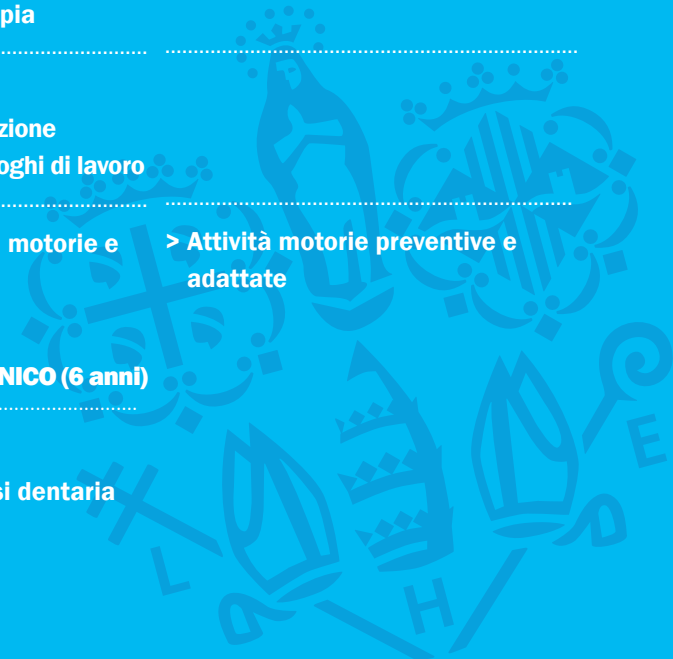 pia
zione
oghi di lavoro
motorie e
> Attività motorie preventive e
adattate
NICO (6 anni)
si dentaria
E
L
H